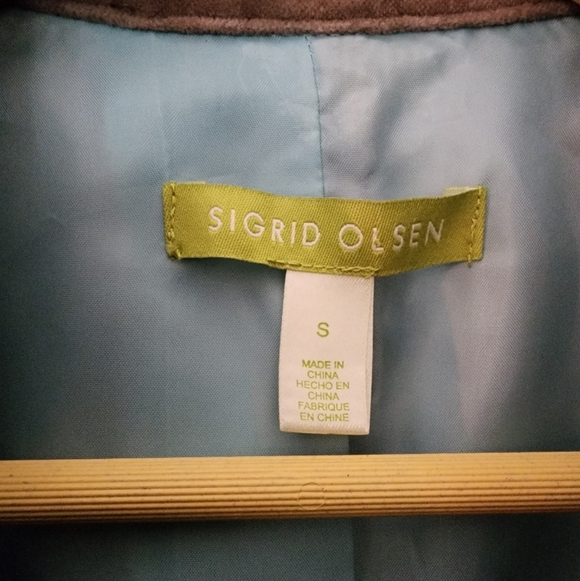 SIGRID OLSEN
S
MADE IN
CHINA
HECHO EN
CHINA
FABRIQUE
EN CHINE